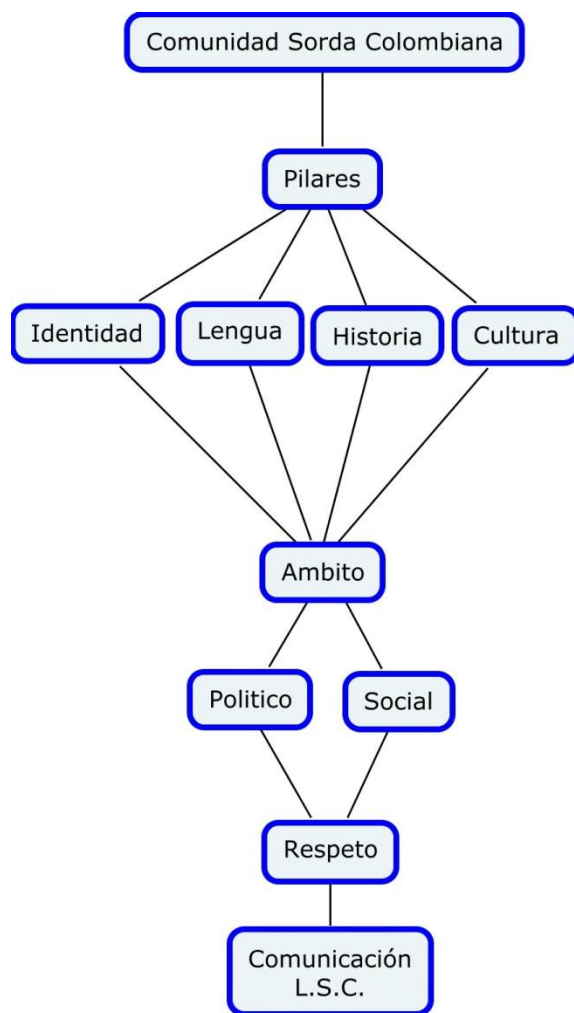 Comunidad Sorda Colombiana
Pilares
Identidad
Lengua
Historia
Cultura
Ambito
Politico
Social
Respeto
Comunicación
L.S.C.